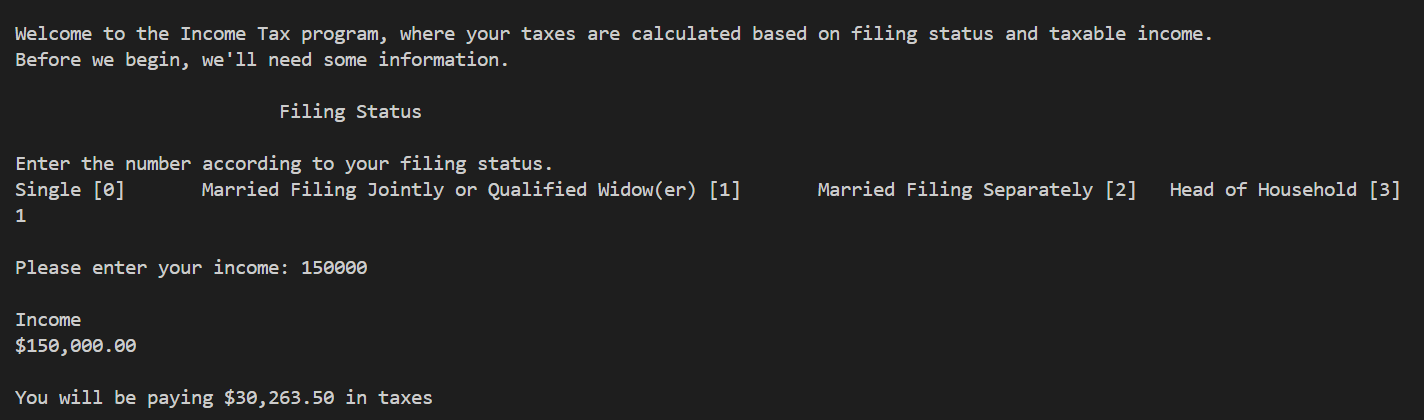 Welcome to the Income Tax program, where your taxes are calculated based on filing status and taxable income.
Before we begin, we'll need some information.
Filing Status
Enter the number according to your filing status.
Single [0]       Married Filing Jointly or Qualified Widow(er) [1]       Married Filing Separately [2]   Head of Household [3]
1
Please enter your income: 150000
Income
$150,000.00
You will be paying $30,263.50 in taxes